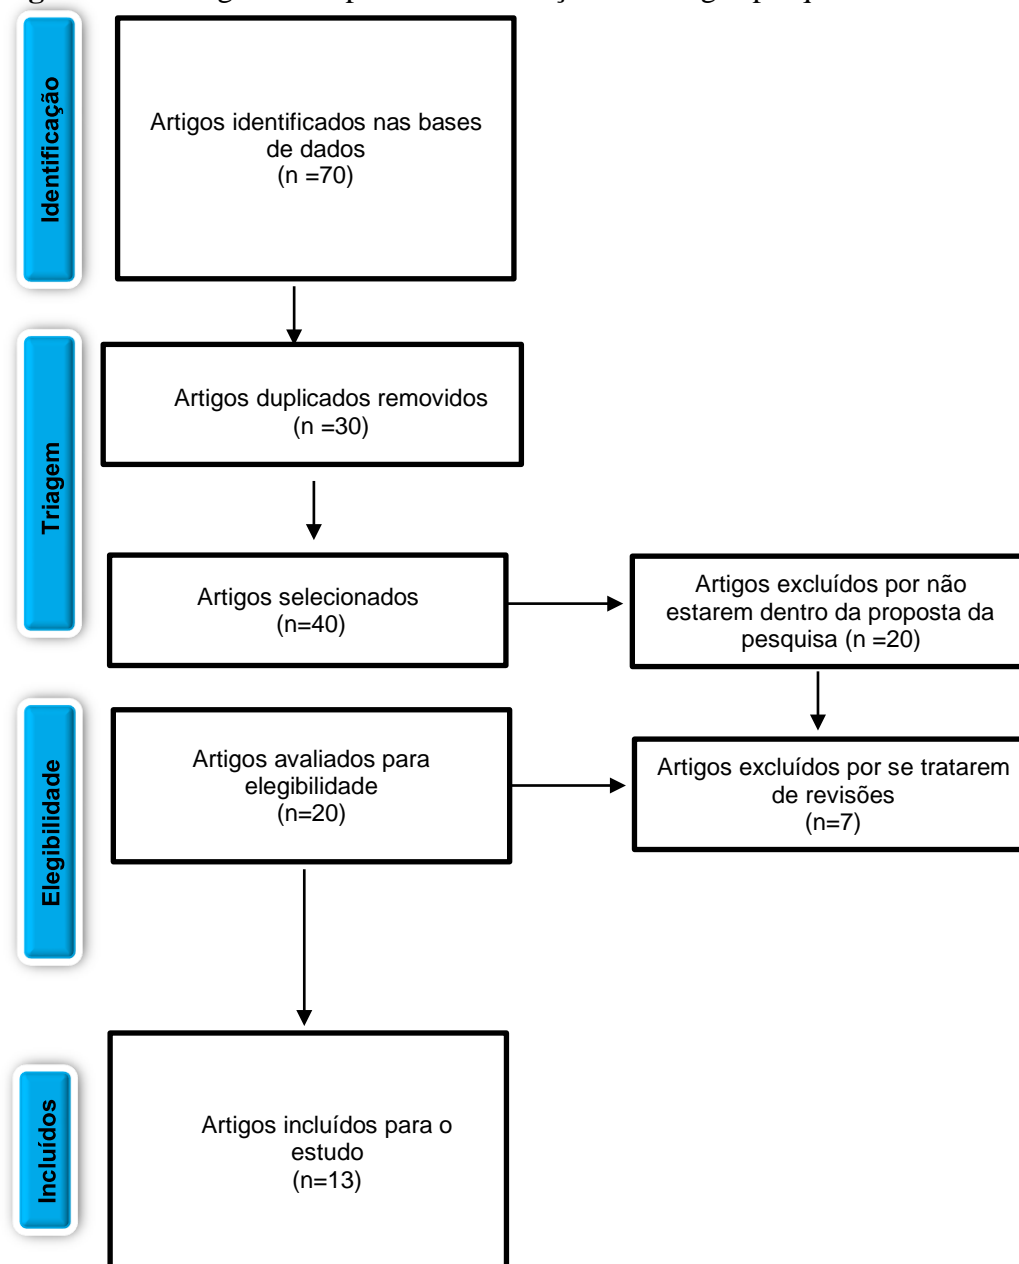 Identificação
Artigos identificados nas bases
de dados
(n =70)
Triagem
Artigos duplicados removidos
(n =30)
Artigos selecionados
(n=40)
Artigos excluídos por não
estarem dentro da proposta da
pesquisa (n =20)
Elegibilidade
Artigos avaliados para
elegibilidade
(n=20)
Artigos excluídos por se tratarem
de revisões
(n=7)
Incluídos
Artigos incluídos para o
estudo
(n=13)